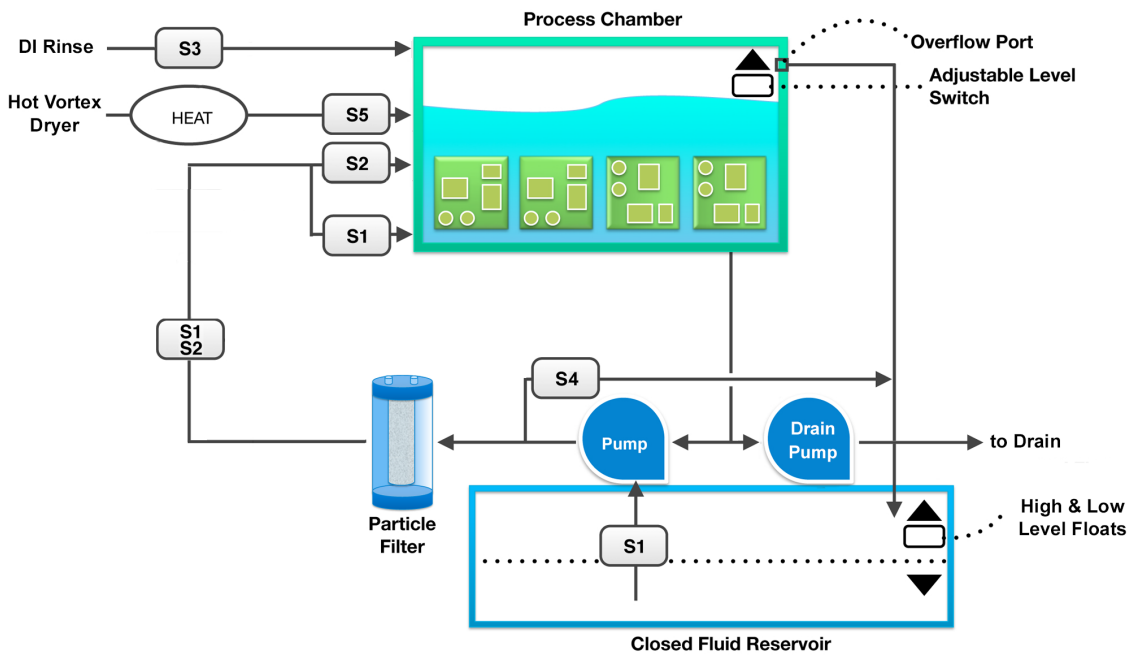 Process Chamber
DI Rinse
S3
Overflow Port
Adjustable Level
Switch
Hot Vortex
Dryer
HEAT
S5
S2
S1
S1
S2
S4
Pump
Drain
Pump
to Drain
Particle
Filter
S1
High & Low
Level Floats
Closed Fluid Reservoir